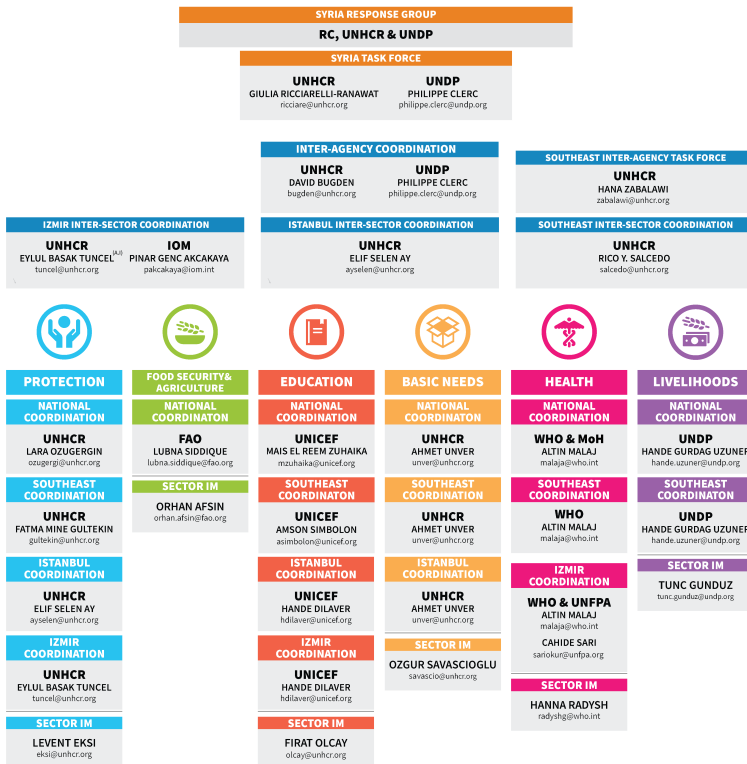 SYRIA RESPONSE GROUP
RC, UNHCR & UNDP
SYRIA TASK FORCE
UNHCR
GIULIA RICCIARELLI-RANAWAT
ricciare@unhcr.org
UNDP
PHILIPPE CLERC
philippe.clerc@undp.org
INTER-AGENCY COORDINATION
UNHCR
DAVID BUGDEN
bugden@unhcr.org
UNDP
PHILIPPE CLERC
philippe.clerc@undp.org
SOUTHEAST INTER-AGENCY TASK FORCE
UNHCR
HANA ZABALAWI
zabalawi@unhcr.org
IZMIR INTER-SECTOR COORDINATION
UNHCR
EYLUL BASAK TUNCEL(A.I)
tuncel@unhcr.org
IOM
PINAR GENC AKCAKAYA
pakcakaya@iom.int
ISTANBUL INTER-SECTOR COORDINATION
UNHCR
ELIF SELEN AY
ayselen@unhcr.org
SOUTHEAST INTER-SECTOR COORDINATION
UNHCR
RICO Y. SALCEDO
salcedo@unhcr.org
PROTECTION
NATIONAL
COORDINATION
UNHCR
LARA OZUGERGIN
ozugergi@unhcr.org
SOUTHEAST
COORDINATION
UNHCR
FATMA MINE GULTEKIN
gultekin@unhcr.org
ISTANBUL
COORDINATION
UNHCR
ELIF SELEN AY
ayselen@unhcr.org
IZMIR
COORDINATION
UNHCR
EYLUL BASAK TUNCEL
tuncel@unhcr.org
SECTOR IM
LEVENT EKSI
eksi@unhcr.org
FOOD SECURITY&
AGRICULTURE
NATIONAL
COORDINATON
FAO
LUBNA SIDDIQUE
lubna.siddique@fao.org
SECTOR IM
ORHAN AFSIN
orhan.afsin@fao.org
EDUCATION
NATIONAL
COORDINATION
UNICEF
MAIS EL REEM ZUHAIKA
mzuhaika@unicef.org
SOUTHEAST
COORDINATON
UNICEF
AMSON SIMBOLON
asimbolon@unicef.org
ISTANBUL
COORDINATION
UNICEF
HANDE DILAVER
hdilaver@unicef.org
IZMIR
COORDINATION
UNICEF
HANDE DILAVER
hdilaver@unicef.org
SECTOR IM
FIRAT OLCAY
olcay@unhcr.org
BASIC NEEDS
NATIONAL
COORDINATION
UNHCR
AHMET UNVER
unver@unhcr.org
SOUTHEAST
COORDINATON
UNHCR
AHMET UNVER
unver@unhcr.org
ISTANBUL
COORDINATION
UNHCR
AHMET UNVER
unver@unhcr.org
SECTOR IM
OZGUR SAVASCIOGLU
savascio@unhcr.org
HEALTH
NATIONAL
COORDINATION
WHO & MoH
ALTIN MALAJ
malaja@who.int
SOUTHEAST
COORDINATION
WHO
ALTIN MALAJ
malaja@who.int
IZMIR
COORDINATION
WHO & UNFPA
ALTIN MALAJ
malaja@who.int
CAHIDE SARI
sariokur@unfpa.org
SECTOR IM
HANNA RADYSH
radyshg@who.int
LIVELIHOODS
NATIONAL
COORDINATION
UNDP
HANDE GURDAG UZUNER
hande.uzuner@undp.org
SOUTHEAST
COORDINATON
UNDP
HANDE GURDAG UZUNER
hande.uzuner@undp.org
SECTOR IM
TUNC GUNDUZ
tunc.gunduz@undp.org